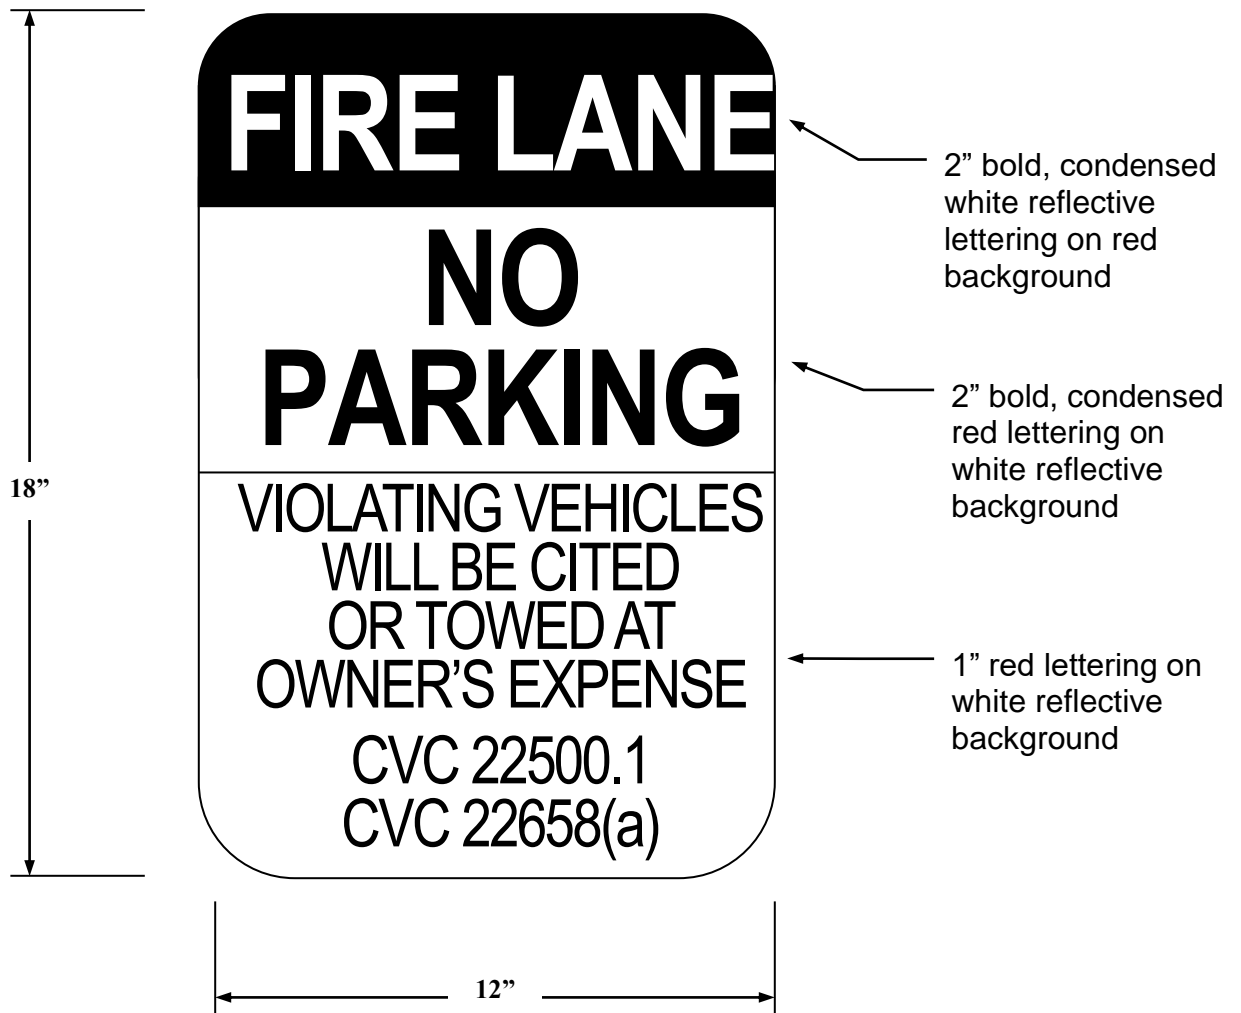 FIRE LANE
NO
PARKING
VIOLATING VEHICLES
WILL BE CITED
OR TOWED AT
OWNER’S EXPENSE
CVC 22500.1
CVC 22658(a)
2” bold, condensed
white reflective
lettering on red
background
2” bold, condensed
red lettering on
white reflective
background
1” red lettering on
white reflective
background
18”
12”